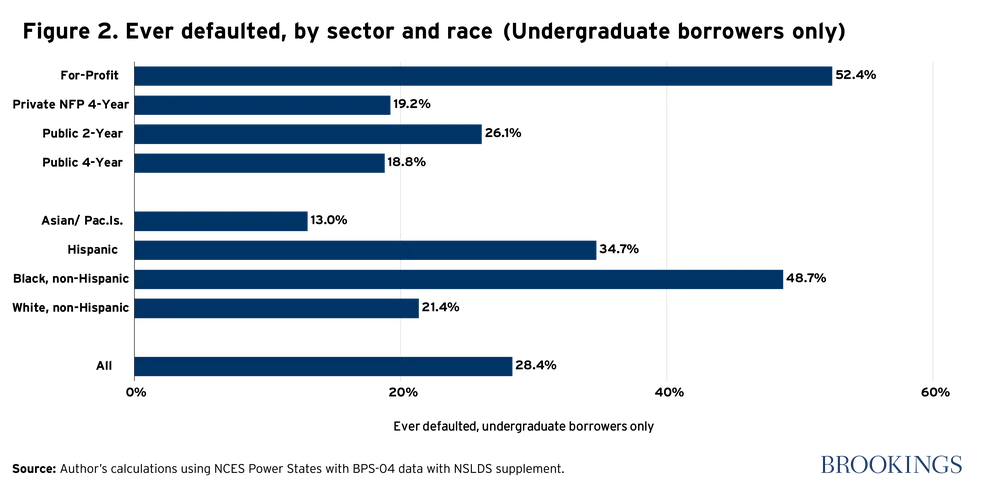 Figure 2. Ever defaulted, by sector and race (Undergraduate borrowers only)
For-Profit 52.4%
Private NFP 4-Year 19.2%
Public 2-Year 26.1%
Public 4-Year 18.8%
Asian/ Pac.Is. 13.0%
Hispanic 34.7%
Black, non-Hispanic 48.7%
White, non-Hispanic 21.4%
All 28.4%
0% 20% 40% 60%
Ever defaulted, undergraduate borrowers only
Source: Author's calculations using NCES Power States with BPS-04 data with NSLDS supplement.
BROOKINGS